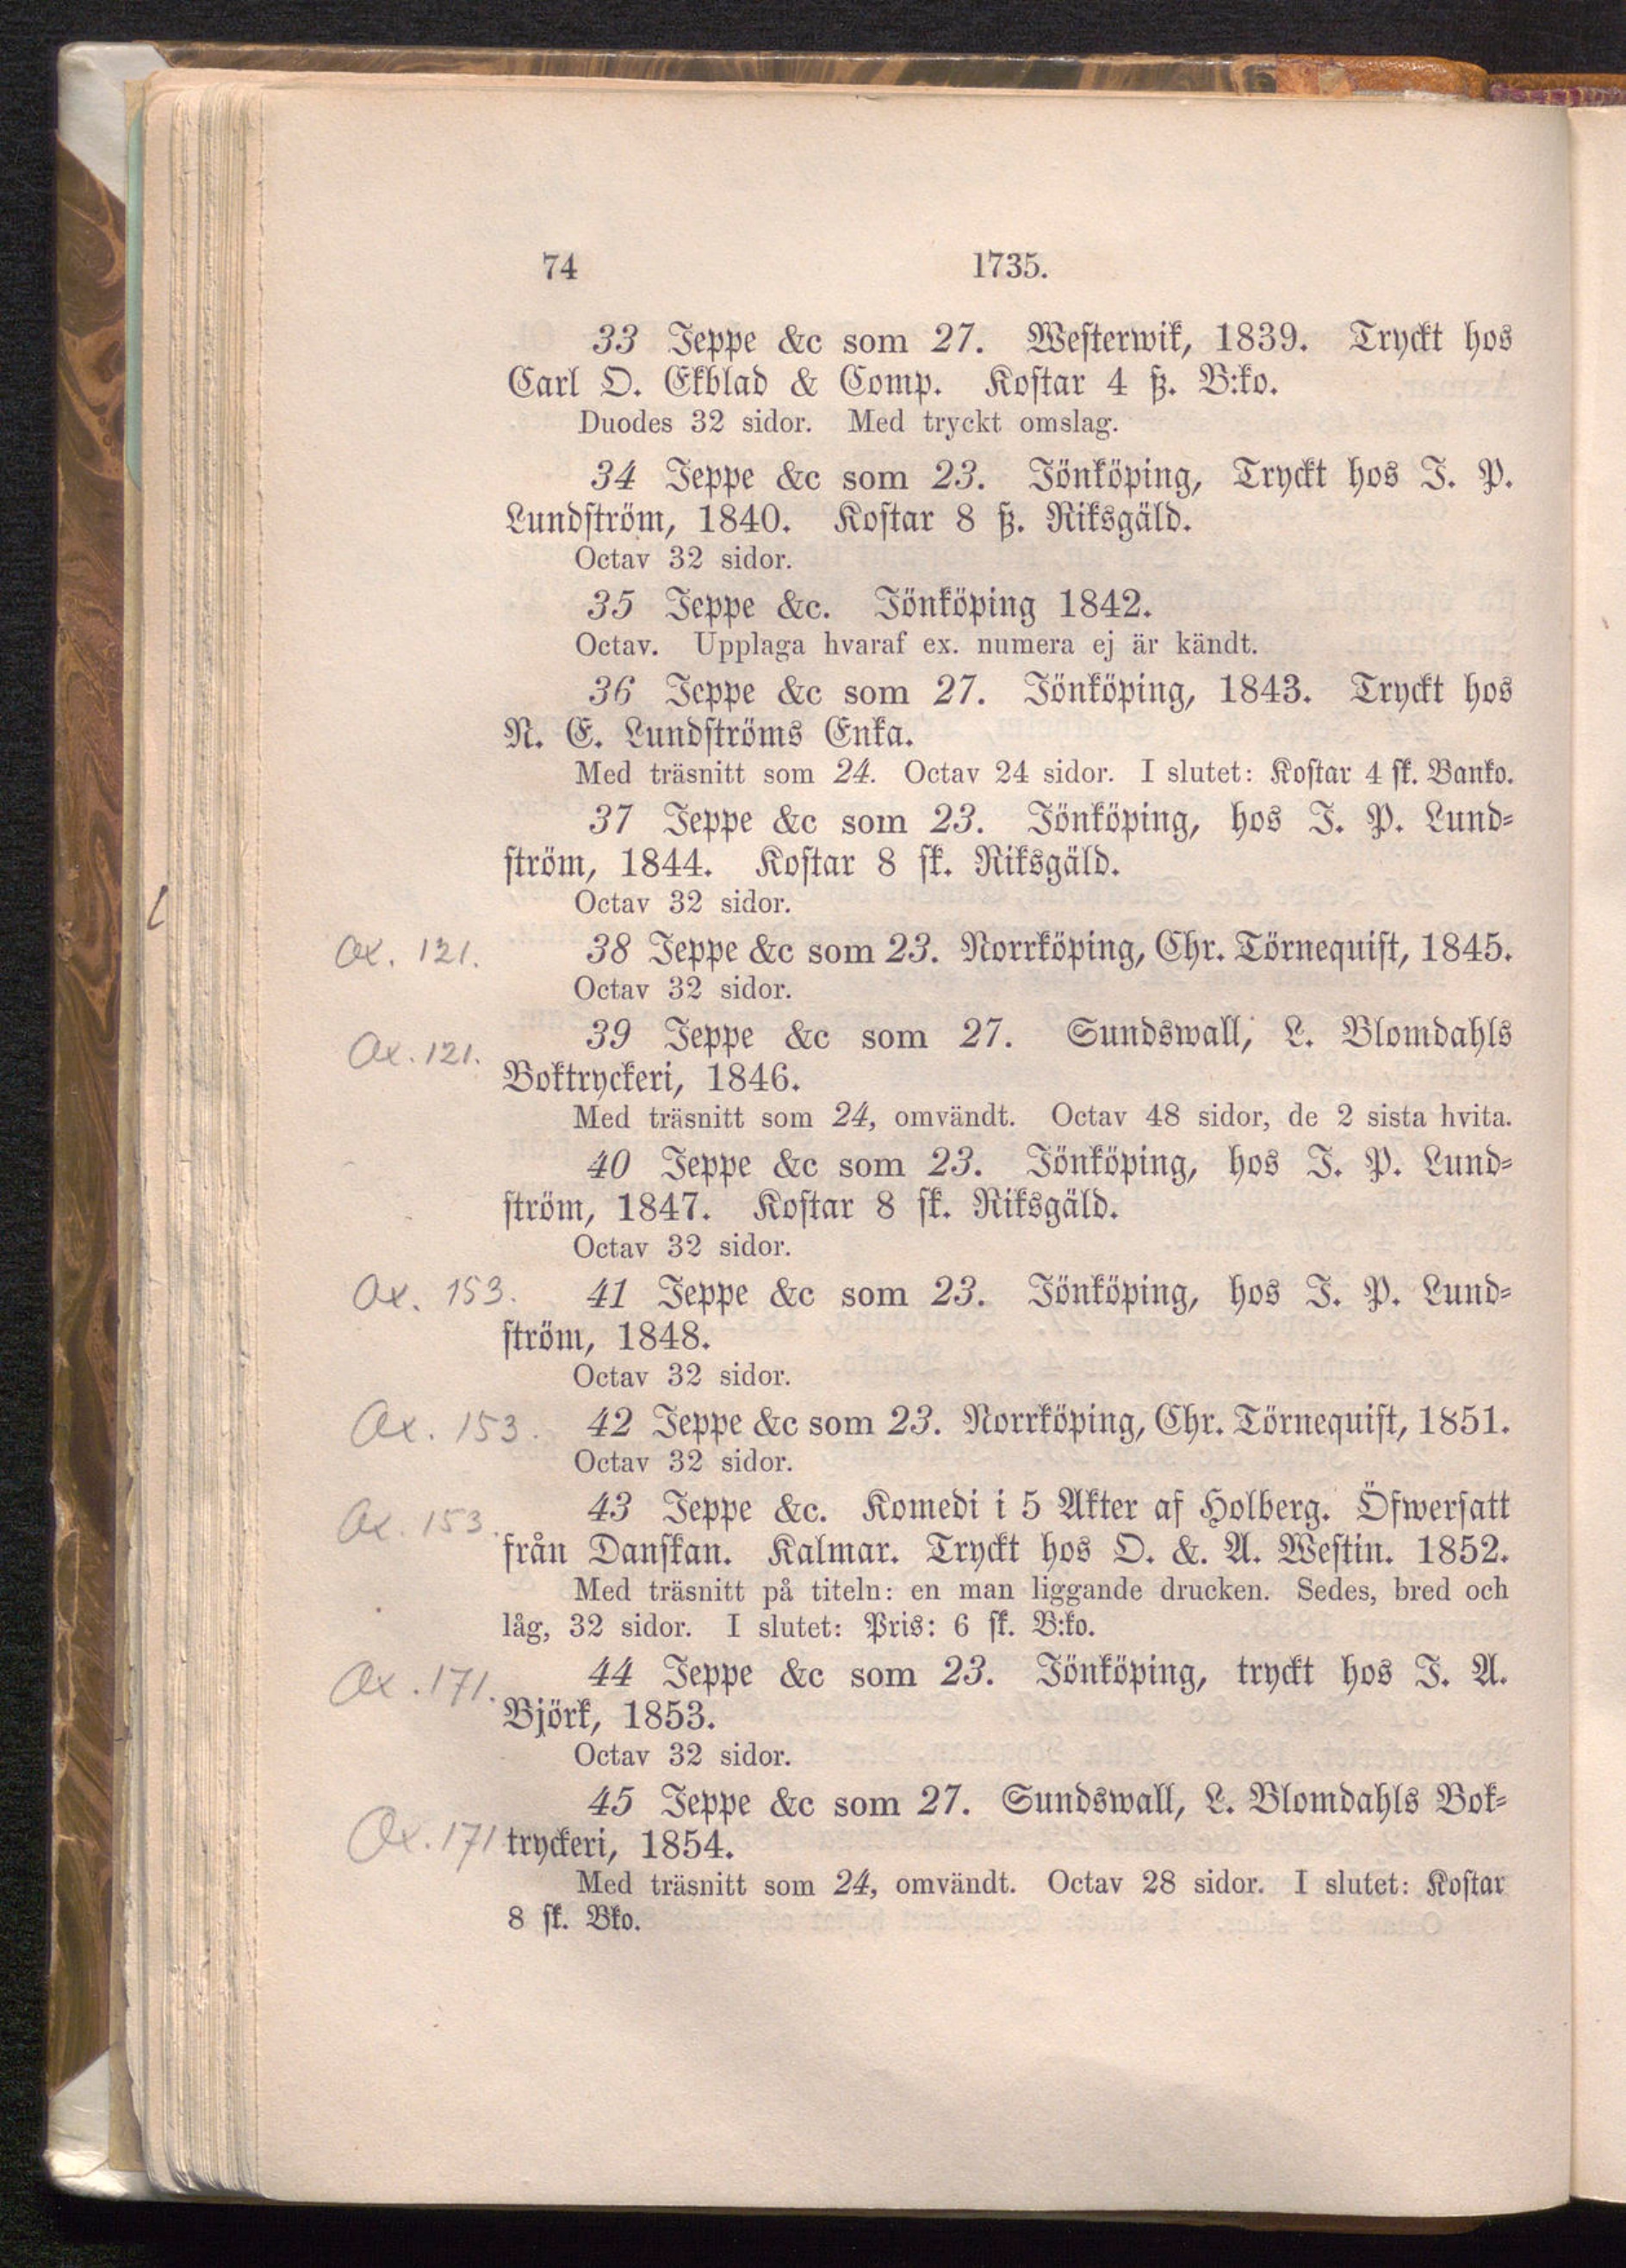 74 1735.
33 Jeppe &c som 27. Westerwik, 1839. Tryckt hos
Carl O. Ekblad & Comp. Kostar 4 ß. B:ko.
Duodes 32 sidor. Med tryckt omslag.
34 Jeppe &c som 23. Jönköping, Tryckt hos J. P.
Lundström, 1840. Kostar 8 ß. Riksgäld.
Octav 32 sidor.
35 Jeppe &c. Jönköping 1842.
Octav. Upplaga hvaraf ex. numera ej är kändt.
36 Jeppe &c som 27. Jönköping, 1843. Tryckt hos
N. E. Lundströms Enka.
Med träsnitt som 24. Octav 24 sidor. I slutet: Kostar 4 sk. Banko.
37 Jeppe &c som 23. Jönköping, hos J. P. Lund-
ström, 1844. Kostar 8 sk. Riksgäld.
Octav 32 sidor.
Ox. 121. 38 Jeppe &c som 23. Norrköping, Chr. Törnequist, 1845.
Octav 32 sidor.
39 Jeppe &c som 27. Sundswall, L. Blomdahls
Ox. 121. Boktryckeri, 1846.
Med träsnitt som 24, omvändt. Octav 48 sidor, de 2 sista hvita.
40 Jeppe &c som 23. Jönköping, hos J. P. Lund-
ström, 1847. Kostar 8 sk. Riksgäld.
Octav 32 sidor.
Ox. 153. 41 Jeppe &c som 23. Jönköping, hos J. P. Lund-
ström, 1848.
Octav 32 sidor.
Ox. 153. 42 Jeppe &c som 23. Norrköping, Chr. Törnequist, 1851.
Octav 32 sidor.
Ox. 153. 43 Jeppe &c. Komedi i 5 Akter af Holberg. Öfwersatt
från Danskan. Kalmar. Tryckt hos O. &. A. Westin. 1852.
Med träsnitt på titeln: en man liggande drucken. Sedes, bred och
låg, 32 sidor. I slutet: Pris: 6 sk. B:ko.
Ox. 171. 44 Jeppe &c som 23. Jönköping, tryckt hos J. A.
Björk, 1853.
Octav 32 sidor.
45 Jeppe &c som 27. Sundswall, L. Blomdahls Bok-
Ox. 171 tryckeri, 1854.
Med träsnitt som 24, omvändt. Octav 28 sidor. I slutet: Kostar
8 sk. Bko.